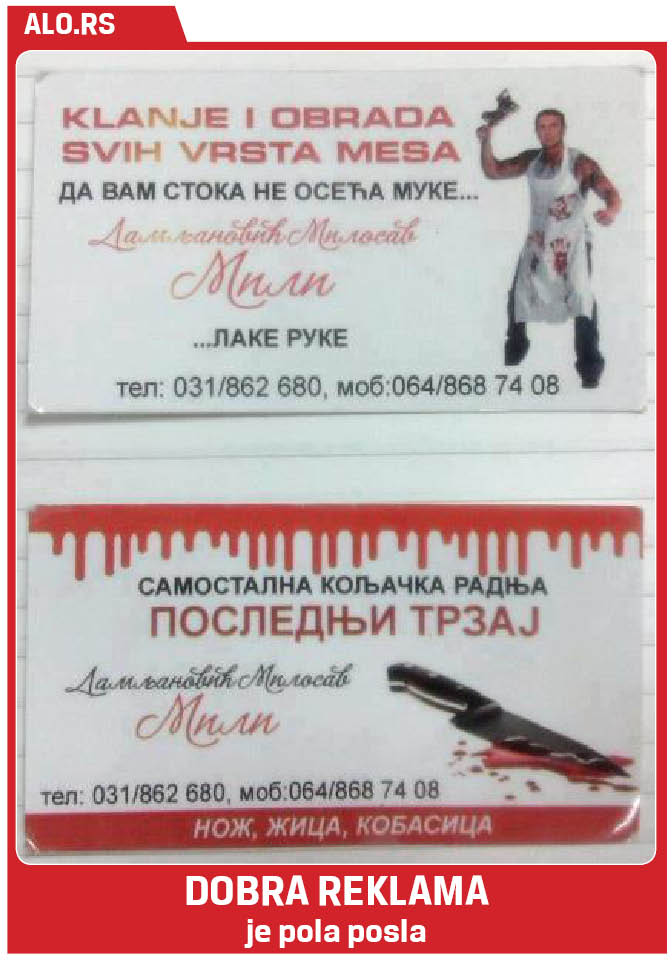 ALO.RS
KLANJE I OBRADA
SVIH VRSTA MESA
ДА ВАМ СТОКА НЕ ОСЕЋА МУКЕ...
Дамљановић Милосав
Мили
...ЛАКЕ РУКЕ
тел: 031/862 680, моб:064/868 74 08
САМОСТАЛНА КОЉАЧКА РАДЊА
ПОСЛЕДЊИ ТРЗАЈ
Дамљановић Милосав
Мили
тел: 031/862 680, моб:064/868 74 08
НОЖ, ЖИЦА, КОБАСИЦА
DOBRA REKLAMA
je pola posla